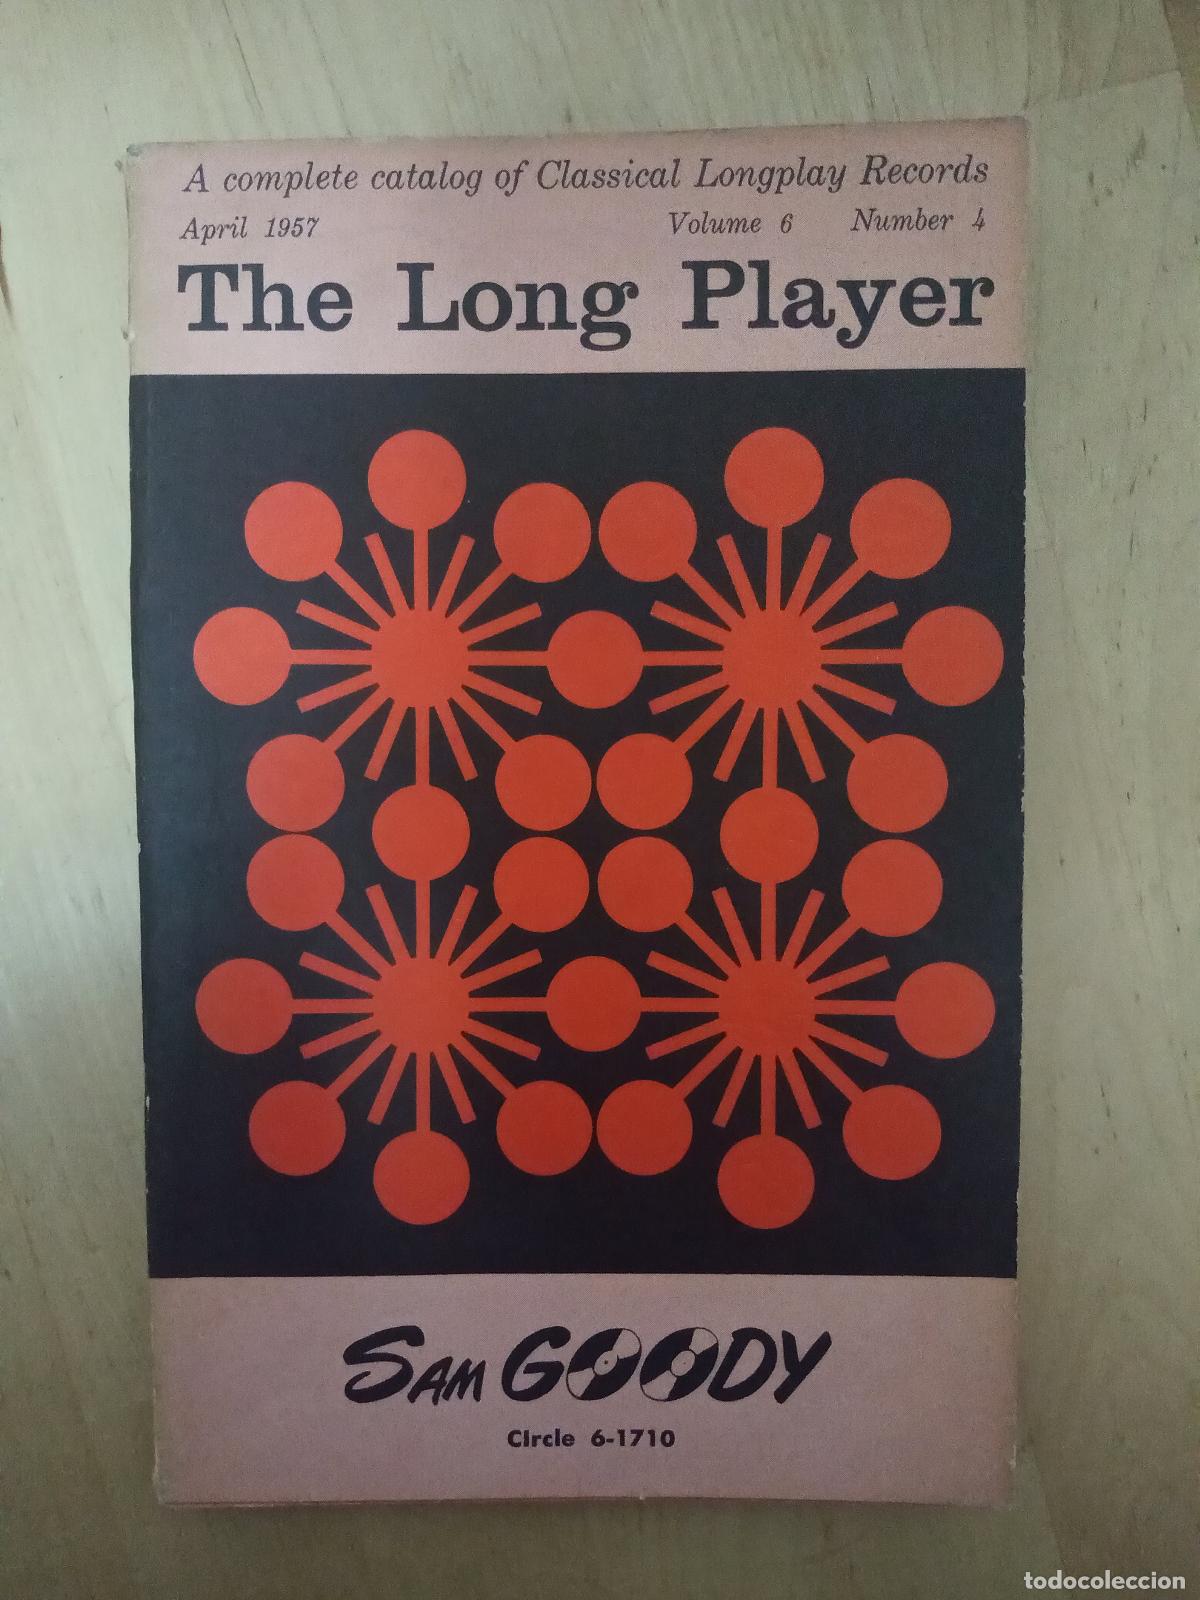 A complete catalog of Classical Longplay Records
April 1957 Volume 6 Number 4
The Long Player
SAM GOODY
CIrcle 6-1710
todocoleccion